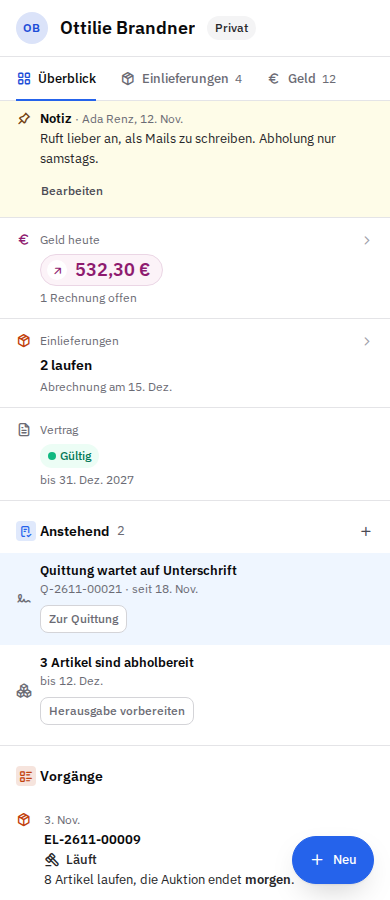 OB Ottilie Brandner Privat
Überblick Einlieferungen 4 Geld 12
Notiz · Ada Renz, 12. Nov.
Ruft lieber an, als Mails zu schreiben. Abholung nur
samstags.
Bearbeiten
Geld heute
532,30 €
1 Rechnung offen
Einlieferungen
2 laufen
Abrechnung am 15. Dez.
Vertrag
Gültig
bis 31. Dez. 2027
Anstehend 2
Quittung wartet auf Unterschrift
Q-2611-00021 · seit 18. Nov.
Zur Quittung
3 Artikel sind abholbereit
bis 12. Dez.
Herausgabe vorbereiten
Vorgänge
3. Nov.
EL-2611-00009
Läuft
8 Artikel laufen, die Auktion endet morgen.
Neu